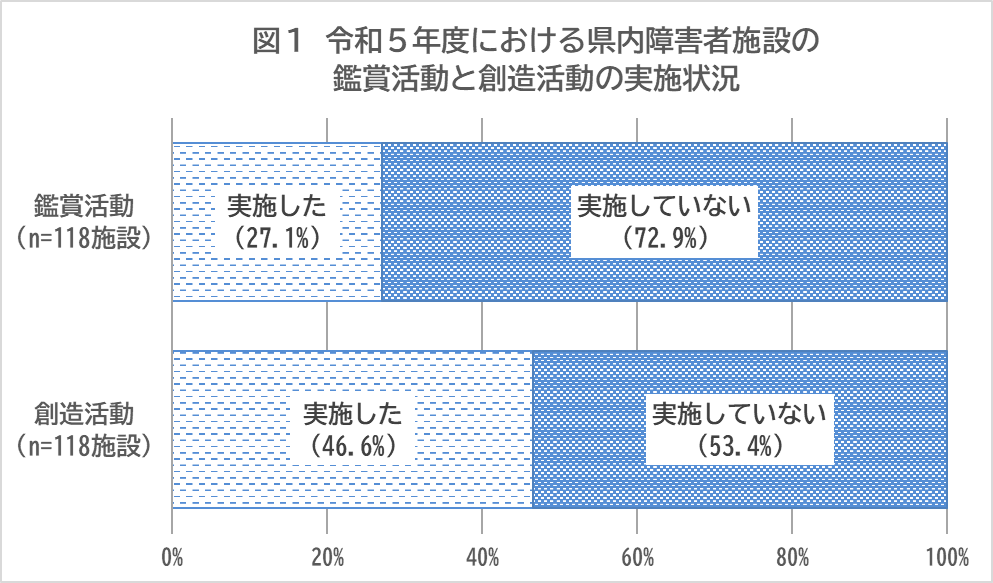 図１ 令和５年度における県内障害者施設の
鑑賞活動と創造活動の実施状況
鑑賞活動
（n=118施設）
実施した
（27.1%）
実施していない
（72.9%）
創造活動
（n=118施設）
実施した
（46.6%）
実施していない
（53.4%）
0% 20% 40% 60% 80% 100%